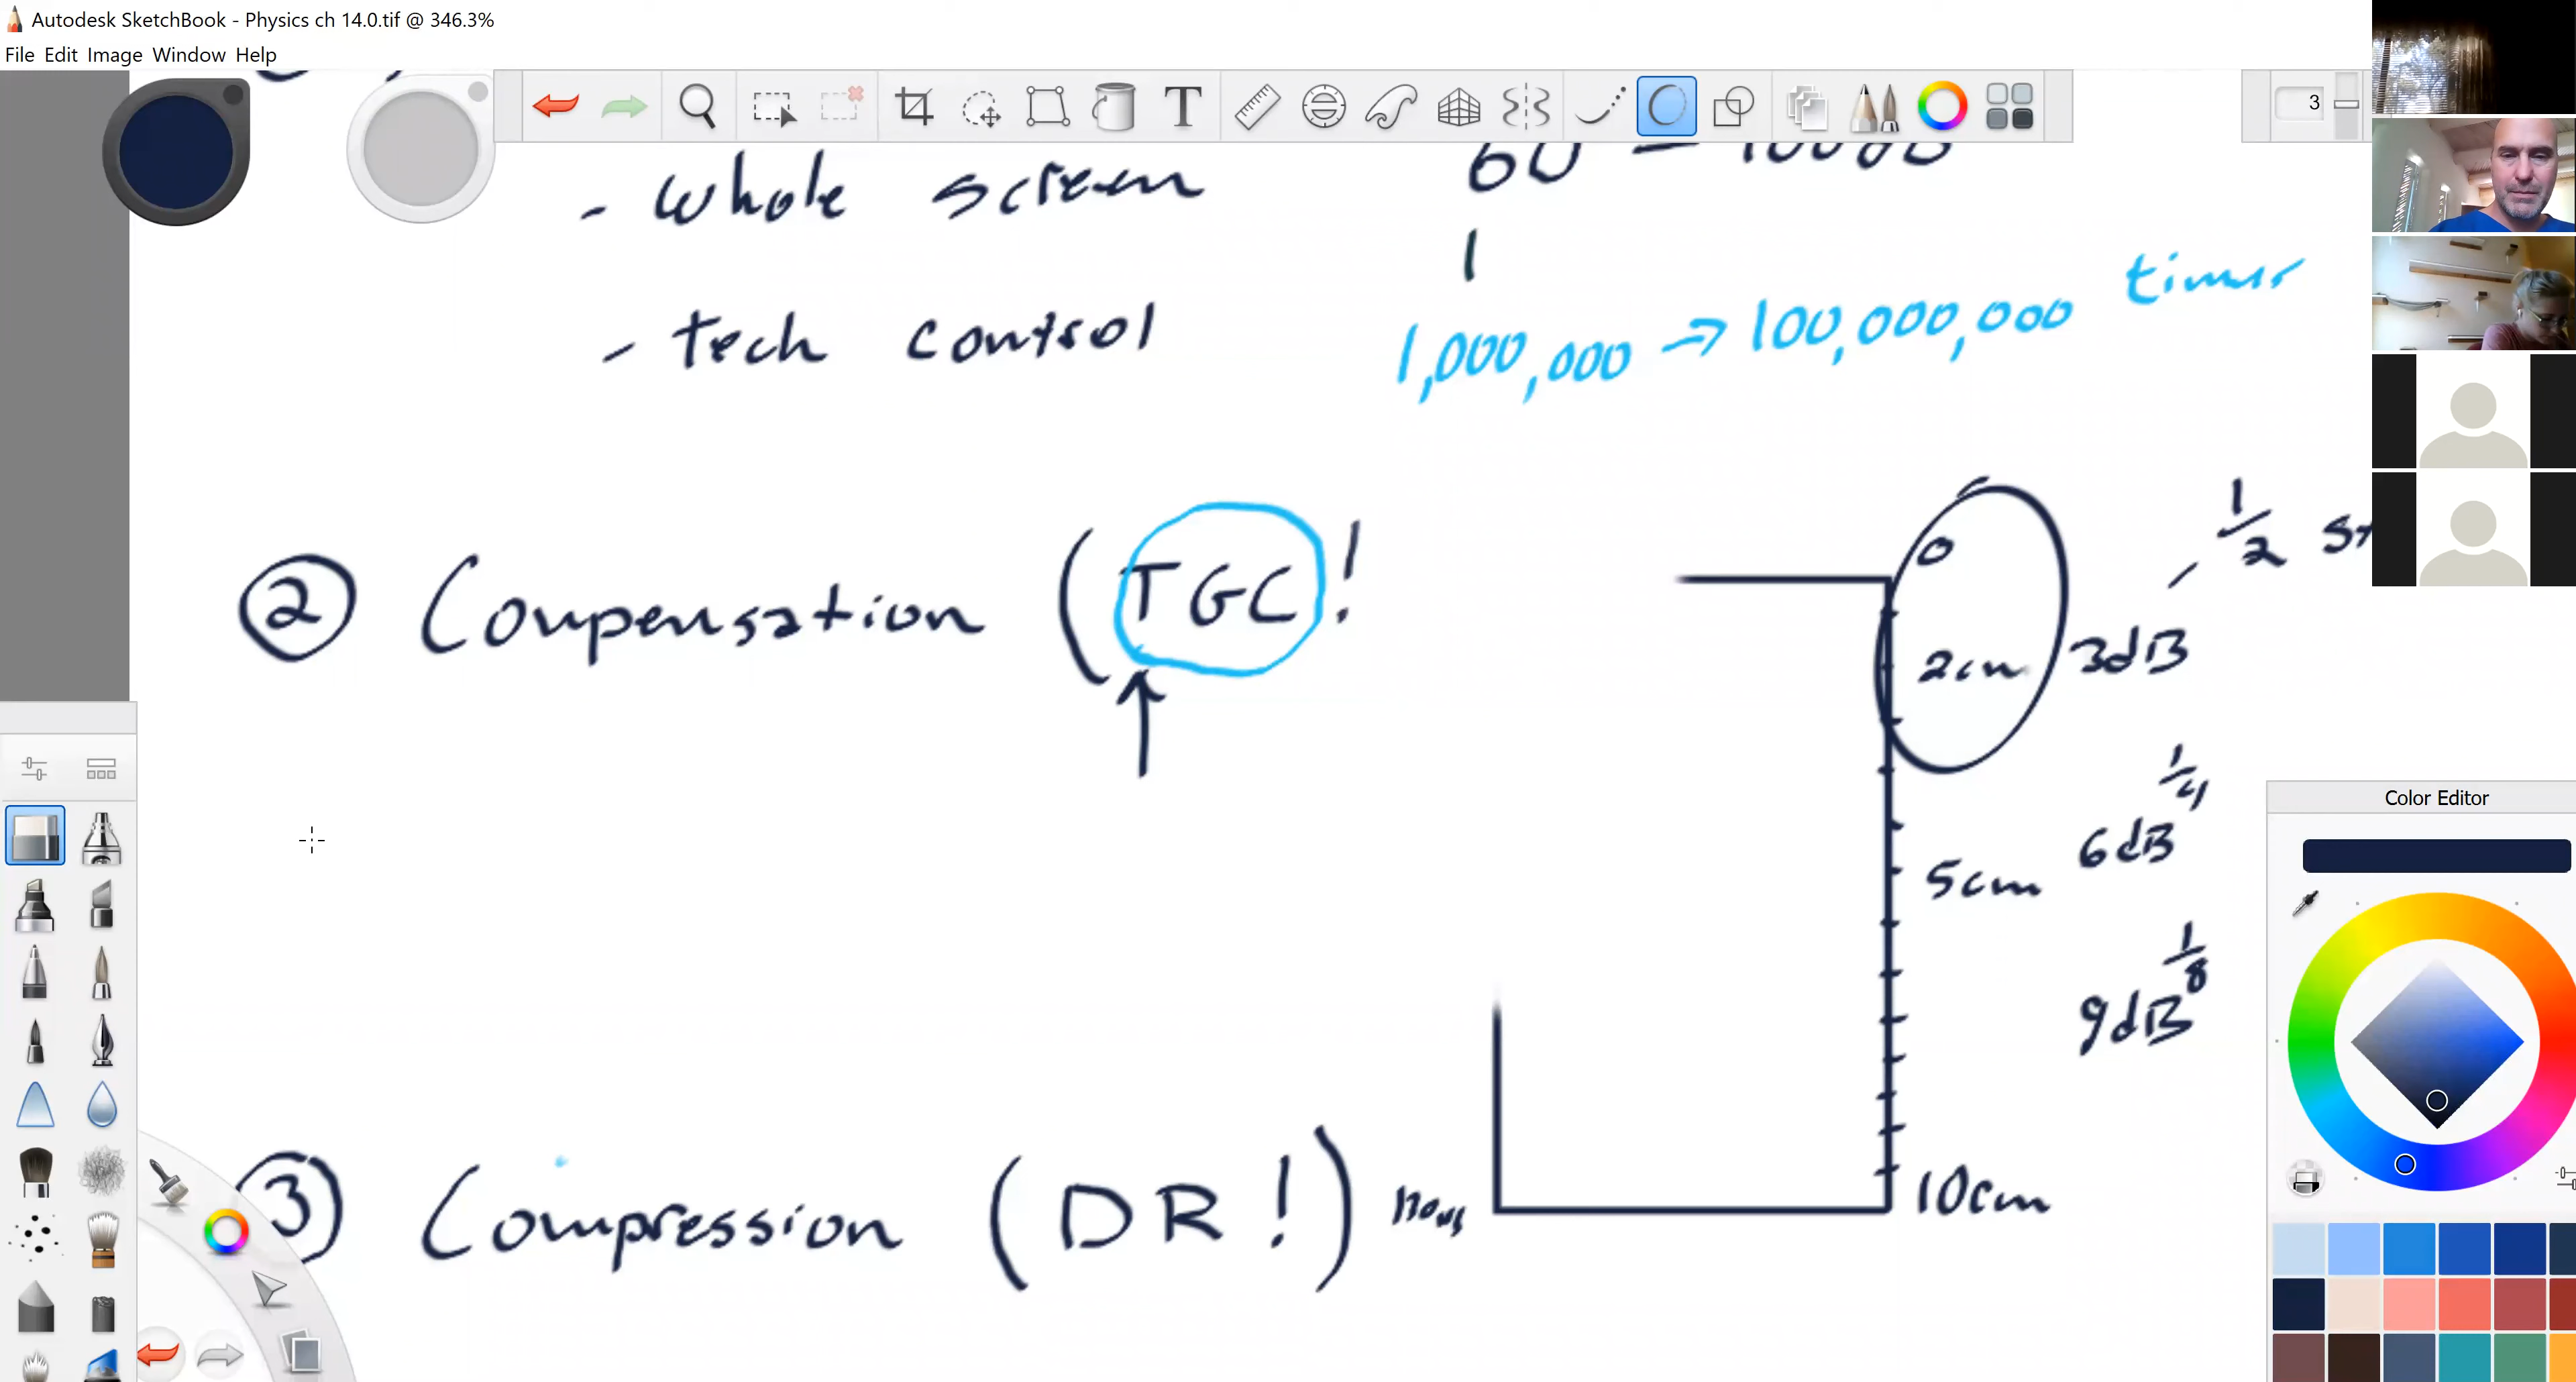 Autodesk SketchBook - Physics ch 14.0.tif @ 346.3%
File Edit Image Window Help
T
3
- whole screen
- tech control
1
1,000,000 → 100,000,000 times
② Compensation (TGC!
0
1/2
2cm 3dB
1/4
5cm 6dB
1/8
9dB
10cm
③ Compression (DR!)
Color Editor